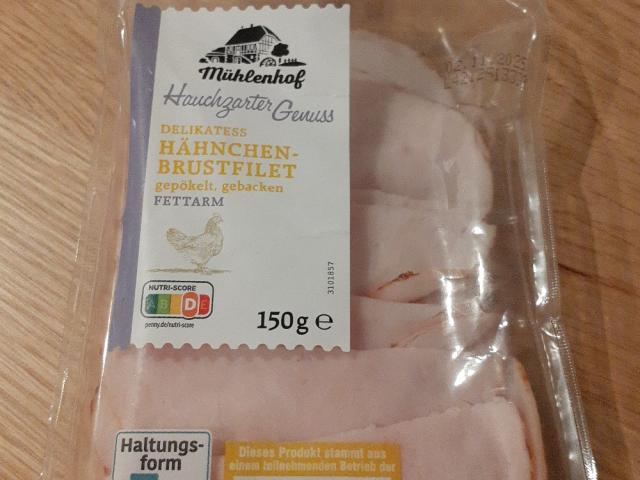 Mühlenhof
Hauchzarter Genuss
DELIKATESS
HÄHNCHEN-
BRUSTFILET
gepökelt, gebacken
FETTARM
NUTRI-SCORE
A B C D E
penny.de/nutri-score
150 g e
3101857
Haltungs-
form
Dieses Produkt stammt aus
einem teilnehmenden Betrieb der